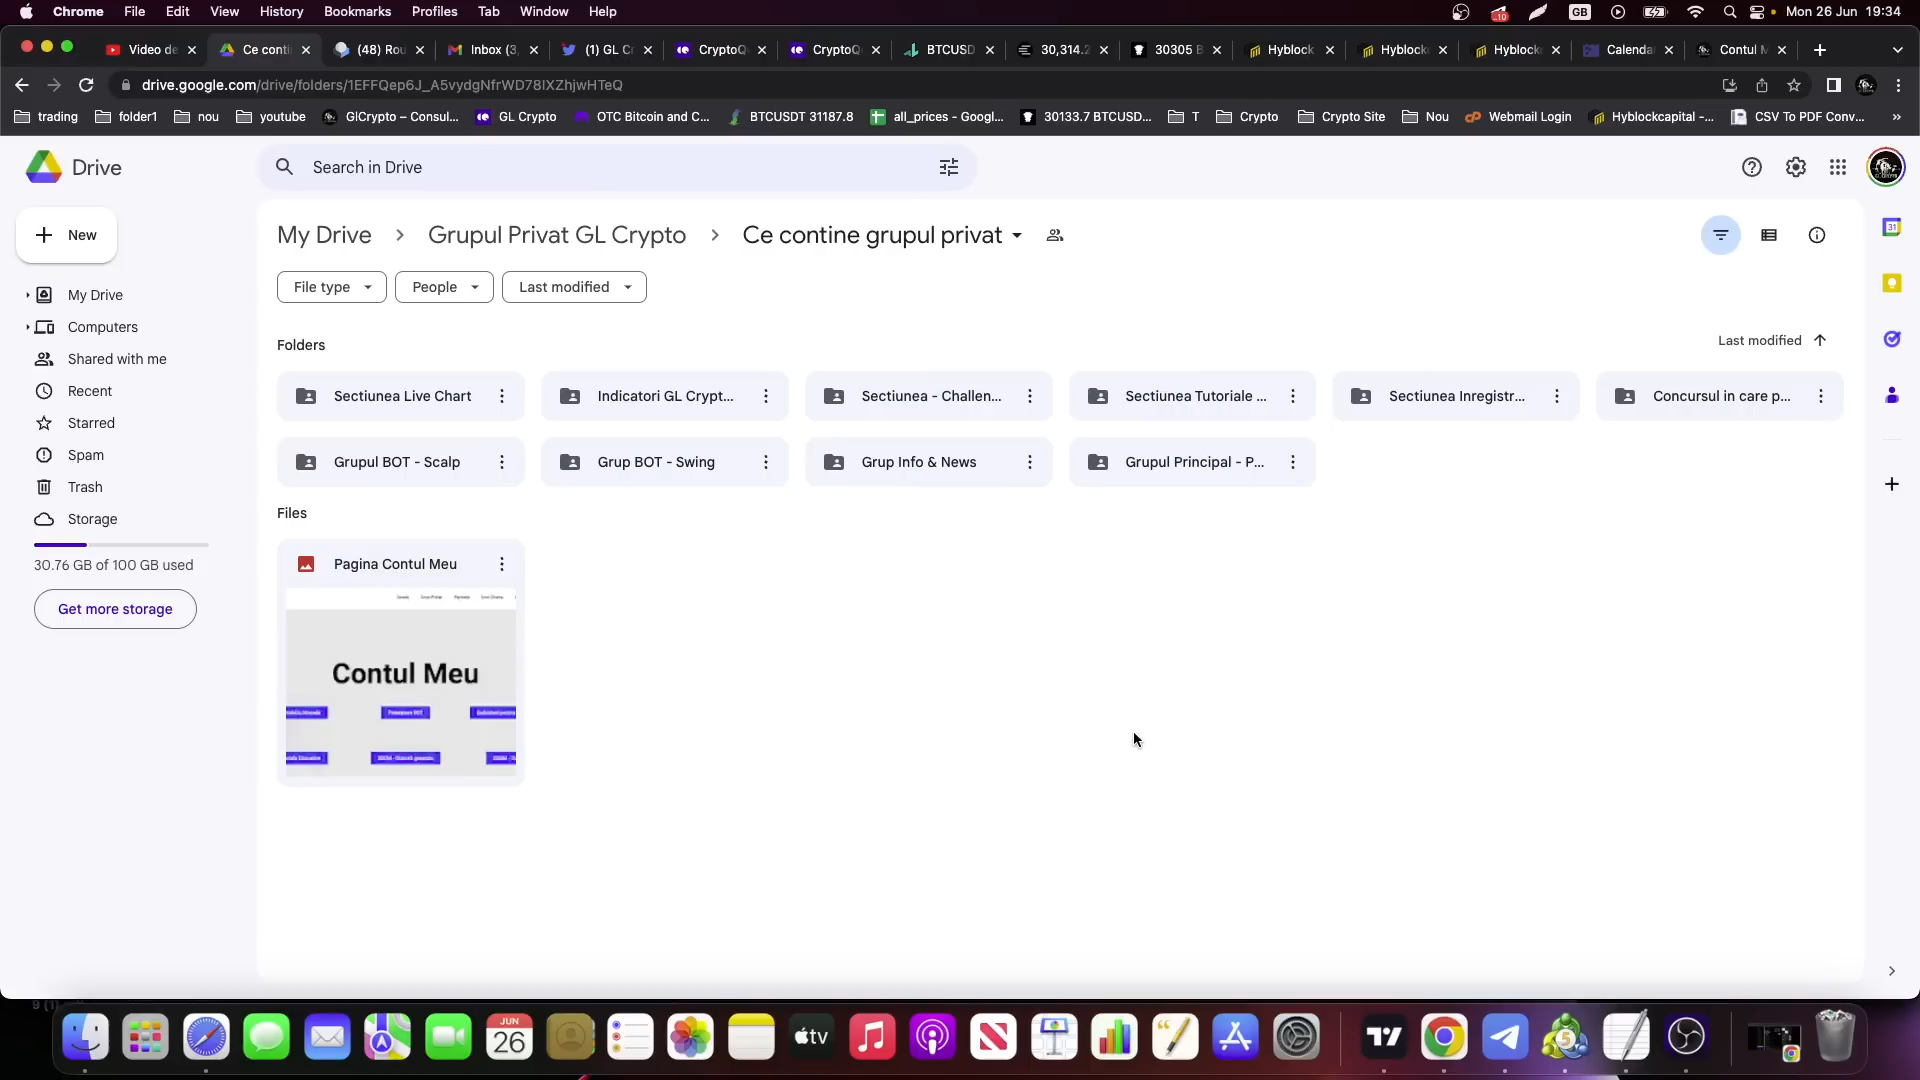 Chrome File Edit View History Bookmarks Profiles Tab Window Help
10 GB Mon 26 Jun 19:34
Video de Ce conti (48) Rou Inbox (3, (1) GL C CryptoQ CryptoQ BTCUSD 30,314.2 30305 B Hyblock Hyblock Hyblock Calenda Contul M
drive.google.com/drive/folders/1EFFQep6J_A5vydgNfrWD78IXZhjwHTeQ
trading folder1 nou youtube GlCrypto – Consul... GL Crypto OTC Bitcoin and C... BTCUSDT 31187.8 all_prices - Googl... 30133.7 BTCUSD... T Crypto Crypto Site Nou Webmail Login Hyblockcapital -... CSV To PDF Conv... »
Drive
Search in Drive
New
My Drive
Computers
Shared with me
Recent
Starred
Spam
Trash
Storage
30.76 GB of 100 GB used
Get more storage
My Drive > Grupul Privat GL Crypto > Ce contine grupul privat
File type People Last modified
Folders
Last modified
Sectiunea Live Chart Indicatori GL Crypt... Sectiunea - Challen... Sectiunea Tutoriale ... Sectiunea Inregistr... Concursul in care p...
Grupul BOT - Scalp Grup BOT - Swing Grup Info & News Grupul Principal - P...
Files
Pagina Contul Meu
Contul Meu
31
JUN
26
tv
5